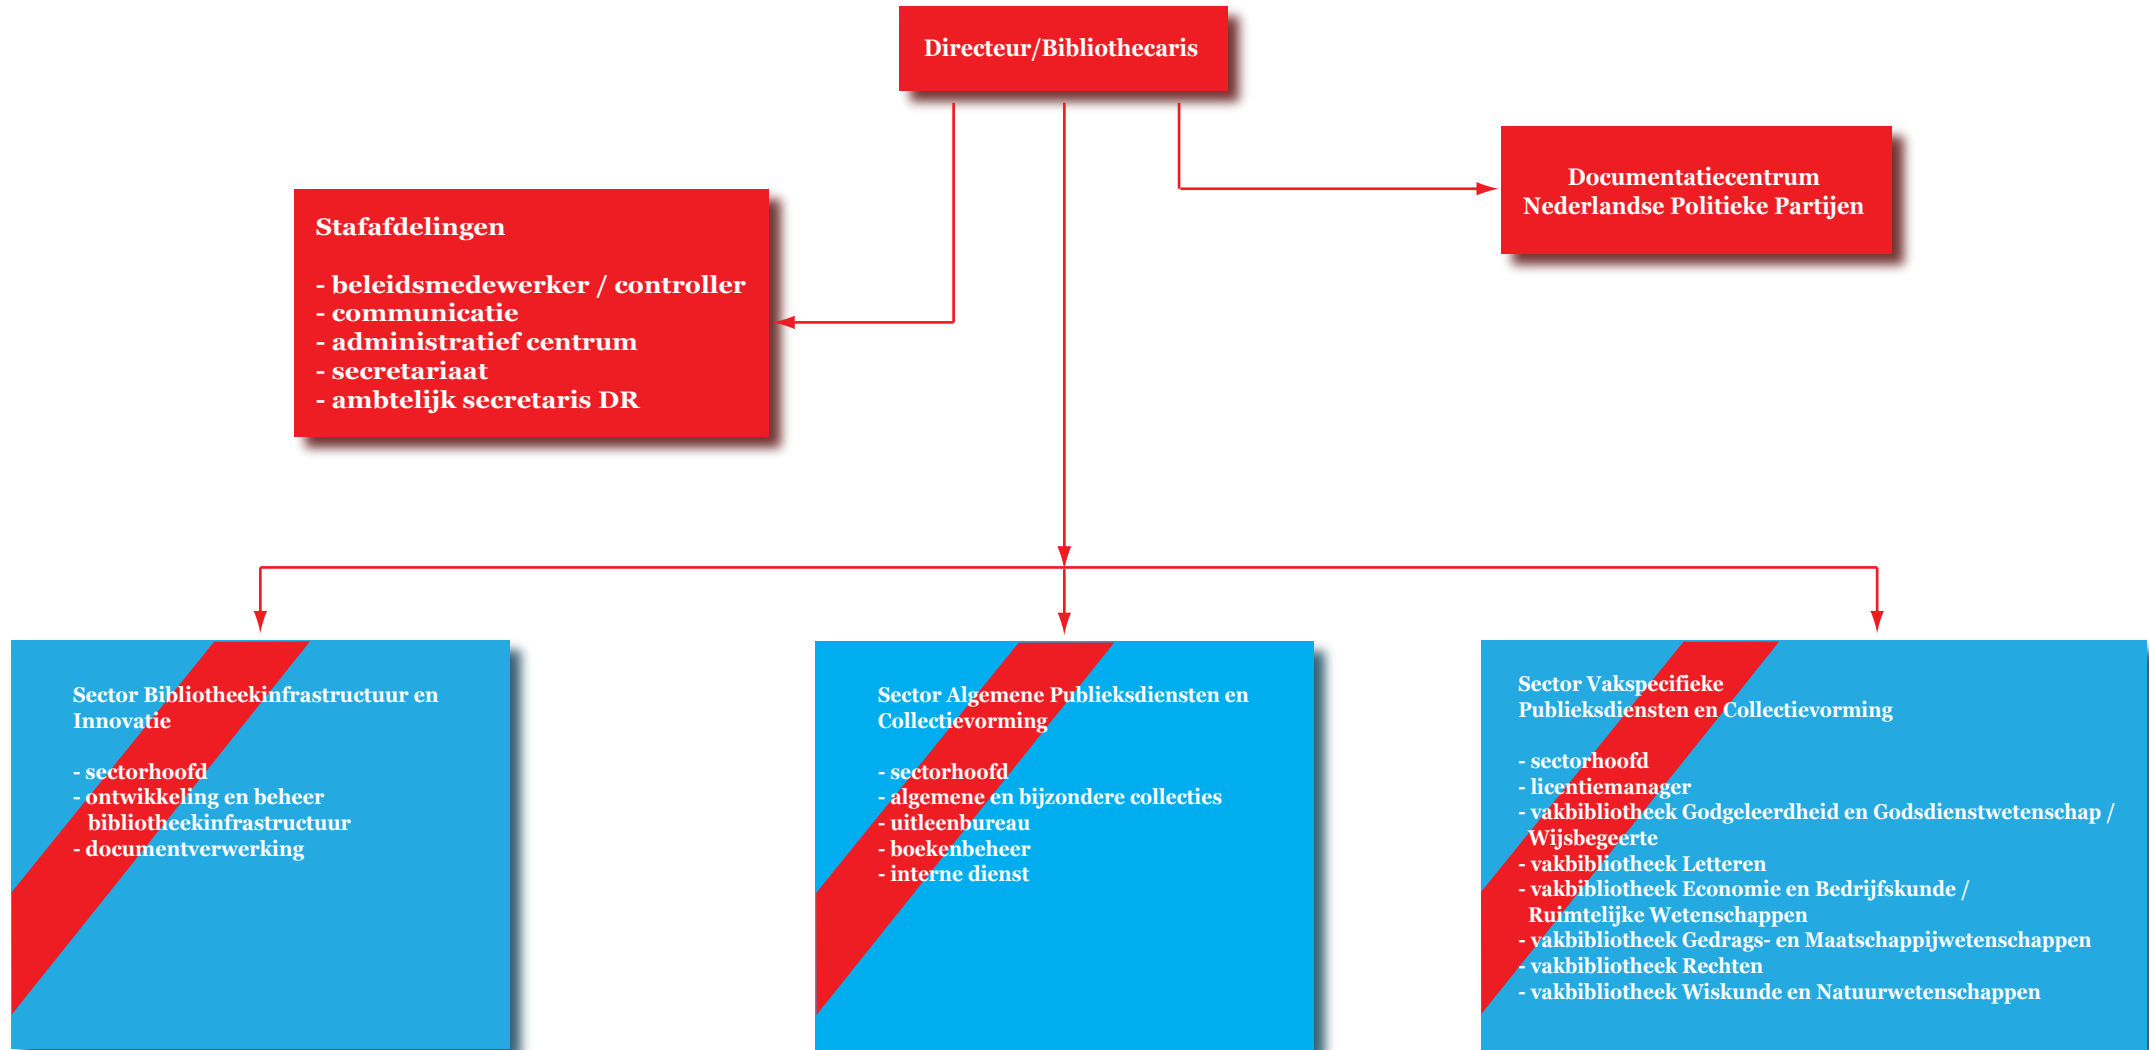 Directeur/Bibliothecaris
Documentatiecentrum
Nederlandse Politieke Partijen
Stafafdelingen
- beleidsmedewerker / controller
- communicatie
- administratief centrum
- secretariaat
- ambtelijk secretaris DR
Sector Bibliotheekinfrastructuur en
Innovatie
- sectorhoofd
- ontwikkeling en beheer
bibliotheekinfrastructuur
- documentverwerking
Sector Algemene Publieksdiensten en
Collectievorming
- sectorhoofd
- algemene en bijzondere collecties
- uitleenbureau
- boekenbeheer
- interne dienst
Sector Vakspecifieke
Publieksdiensten en Collectievorming
- sectorhoofd
- licentiemanager
- vakbibliotheek Godgeleerdheid en Godsdienstwetenschap /
Wijsbegeerte
- vakbibliotheek Letteren
- vakbibliotheek Economie en Bedrijfskunde /
Ruimtelijke Wetenschappen
- vakbibliotheek Gedrags- en Maatschappijwetenschappen
- vakbibliotheek Rechten
- vakbibliotheek Wiskunde en Natuurwetenschappen